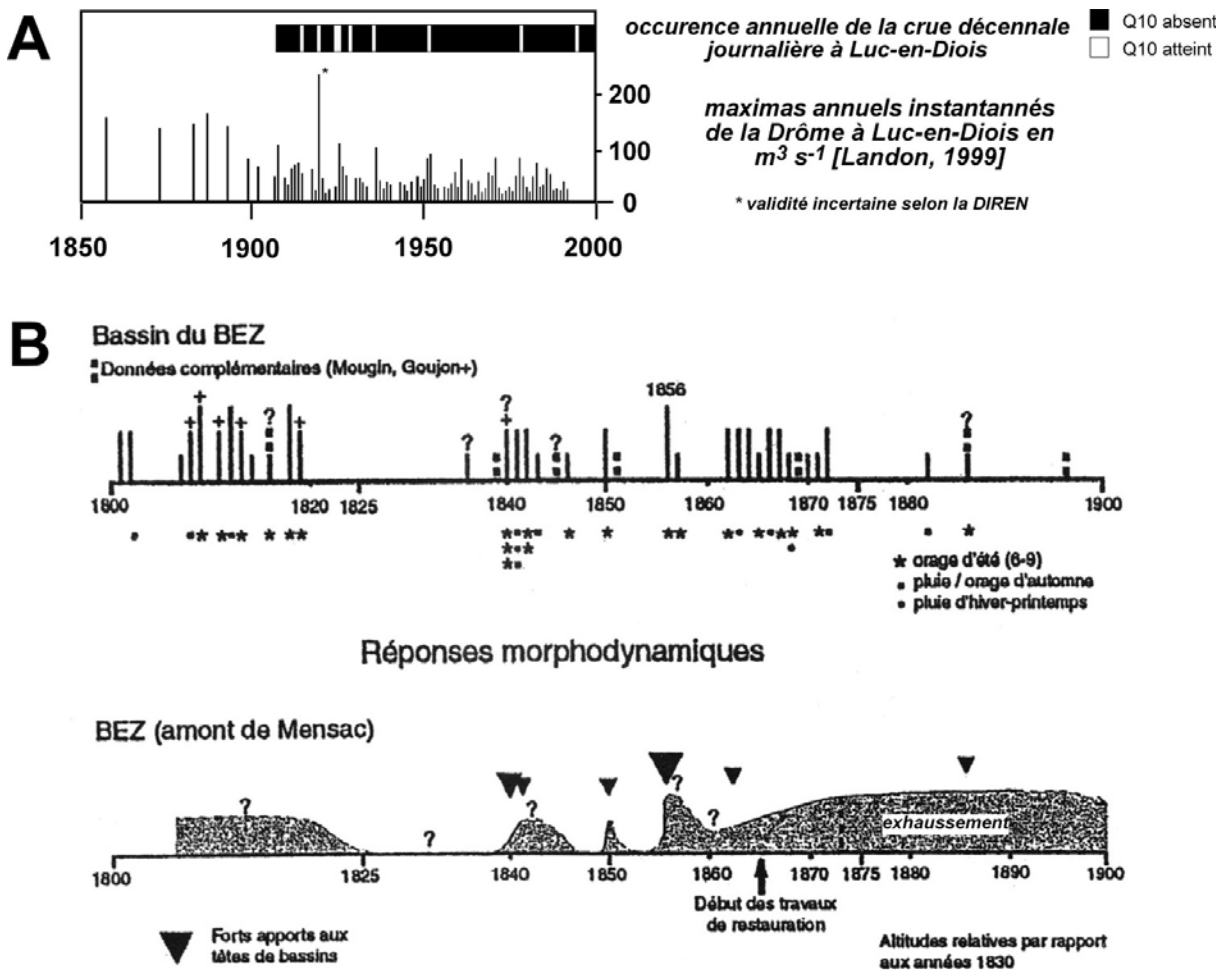 A
occurence annuelle de la crue décennale
journalière à Luc-en-Diois
Q10 absent
Q10 atteint
*
200
100
0
maximas annuels instantannés
de la Drôme à Luc-en-Diois en
m³ s-¹ [Landon, 1999]
* validité incertaine selon la DIREN
1850 1900 1950 2000
B
Bassin du BEZ
Données complémentaires (Mougin, Goujon+)
1856
+ + + + ? + ? ? + ? ?
1800 1820 1825 1840 1850 1860 1870 1875 1880 1900
* orage d'été (6-9)
▪ pluie / orage d'automne
• pluie d'hiver-printemps
Réponses morphodynamiques
BEZ (amont de Mensac)
? ? ? ? ?
exhaussement
1800 1825 1840 1850 1860 1870 1875 1880 1890 1900
Forts apports aux
têtes de bassins
Début des travaux
de restauration
Altitudes relatives par rapport
aux années 1830